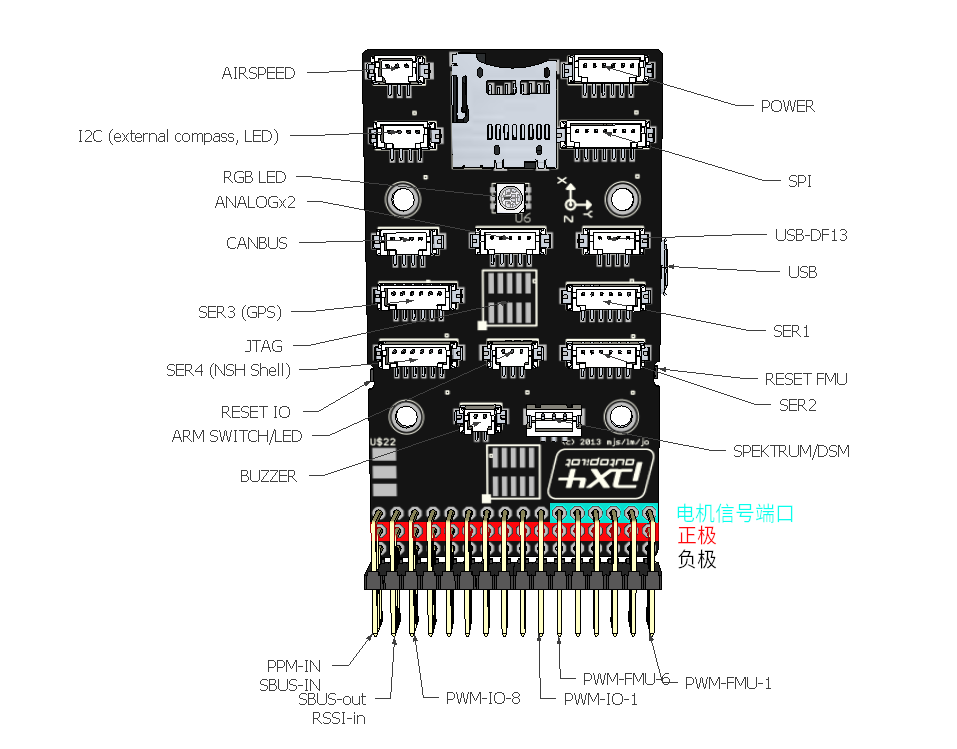 AIRSPEED
POWER
I2C (external compass, LED)
SPI
RGB LED
X
Y
Z
U6
ANALOGx2
CANBUS
USB-DF13
USB
SER3 (GPS)
SER1
JTAG
SER4 (NSH Shell)
RESET FMU
RESET IO
SER2
ARM SWITCH/LED
U$22
(c) 2013 mjs/lm/jo
SPEKTRUM/DSM
BUZZER
PX4
autopilot
电机信号端口
正极
负极
PPM-IN
SBUS-IN
SBUS-out
RSSI-in
PWM-IO-8
PWM-FMU-6
PWM-IO-1
PWM-FMU-1